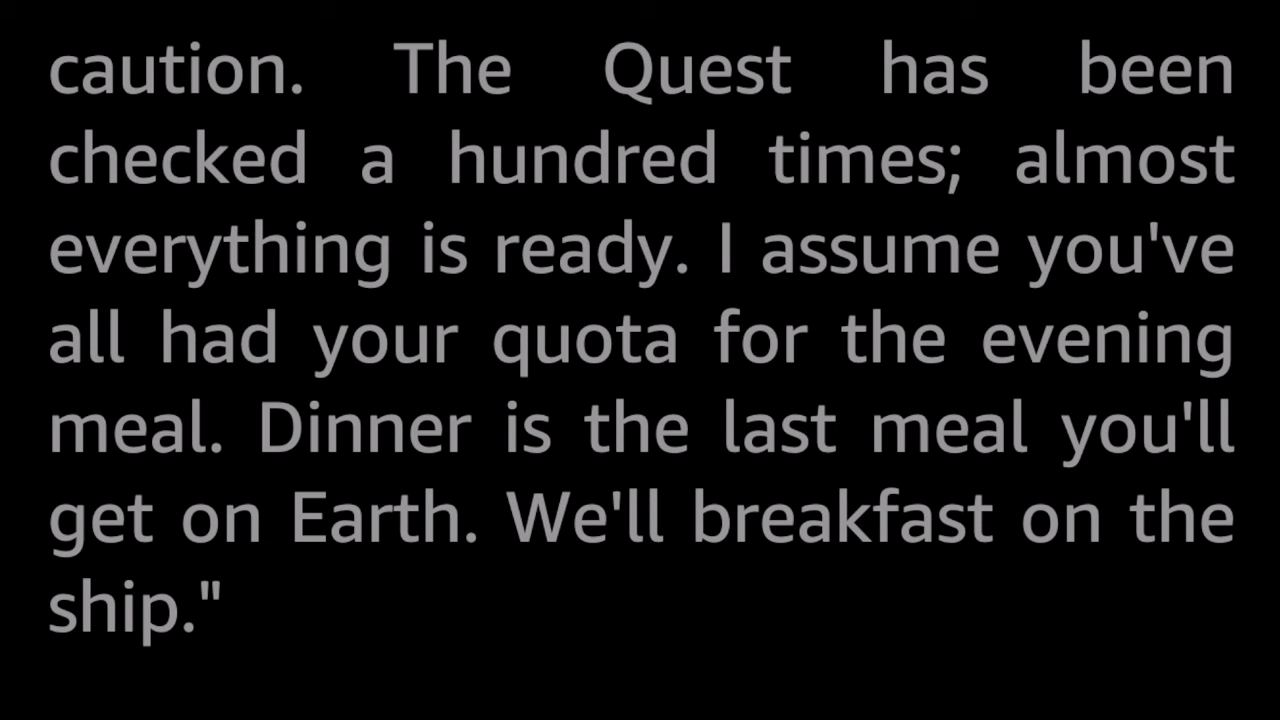 caution. The Quest has been
checked a hundred times; almost
everything is ready. I assume you've
all had your quota for the evening
meal. Dinner is the last meal you'll
get on Earth. We'll breakfast on the
ship."